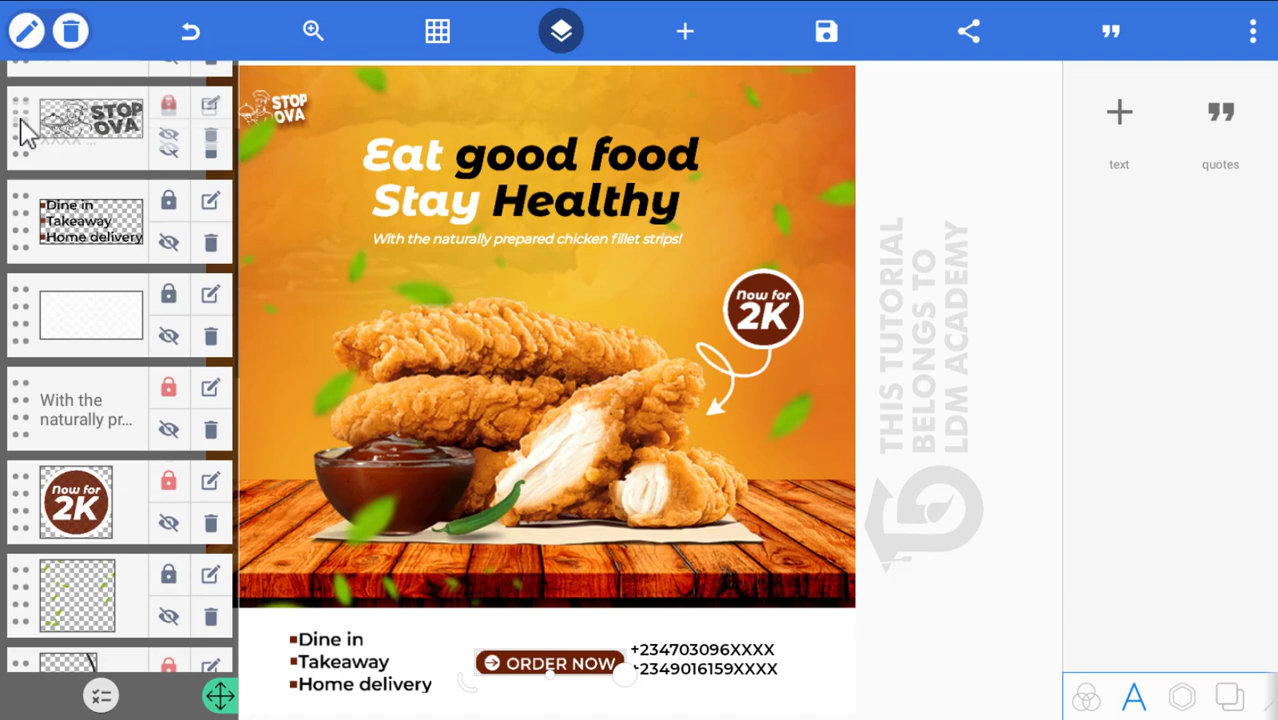 STOP
OVA
XXXX ...
Dine in
Takeaway
Home delivery
With the
naturally pr...
Now for
2K
STOP
OVA
Eat good food
Stay Healthy
With the naturally prepared chicken fillet strips!
Now for
2K
Dine in
Takeaway
Home delivery
ORDER NOW
+234703096XXXX
+2349016159XXXX
THIS TUTORIAL
BELONGS TO
LDM ACADEMY
text
quotes